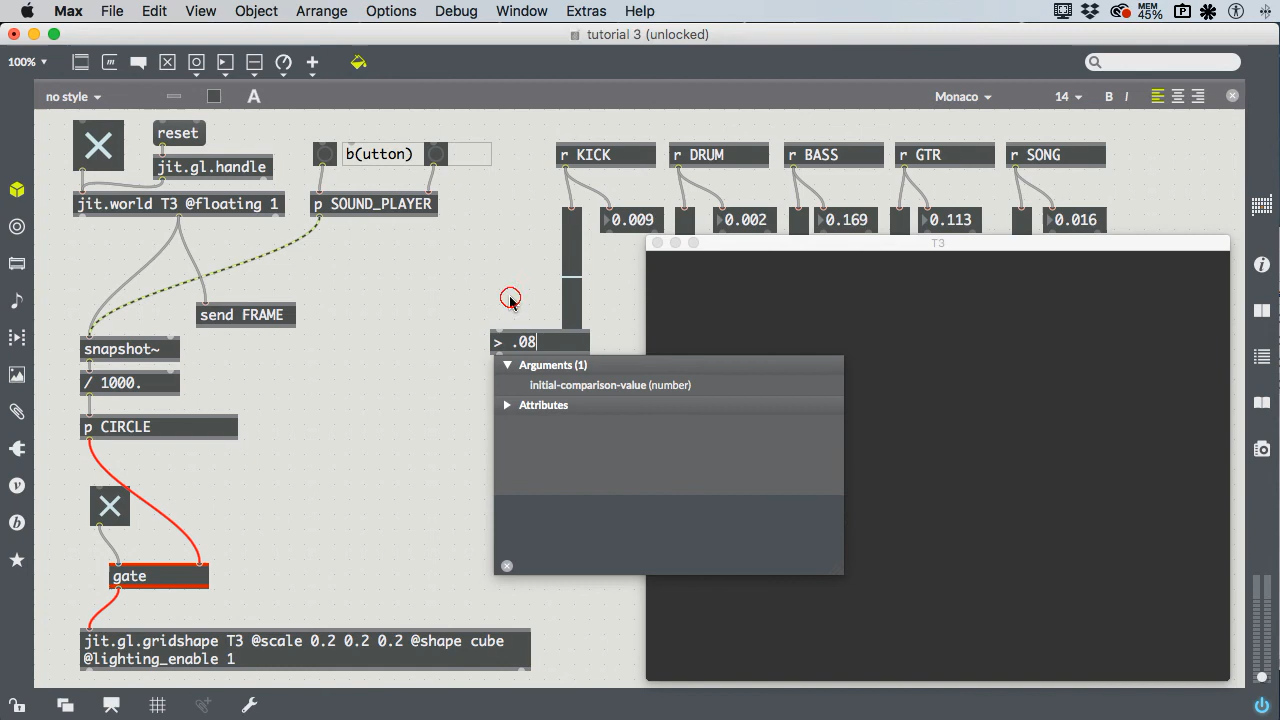 Max File Edit View Object Arrange Options Debug Window Extras Help MEM 45%
tutorial 3 (unlocked)
100%
no style A Monaco 14 B i
reset
b(utton)
r KICK r DRUM r BASS r GTR r SONG
jit.gl.handle
jit.world T3 @floating 1
p SOUND_PLAYER
0.009 0.002 0.169 0.113 0.016
T3
send FRAME
snapshot~
> .08
Arguments (1)
initial-comparison-value (number)
Attributes
/ 1000.
p CIRCLE
gate
jit.gl.gridshape T3 @scale 0.2 0.2 0.2 @shape cube
@lighting_enable 1